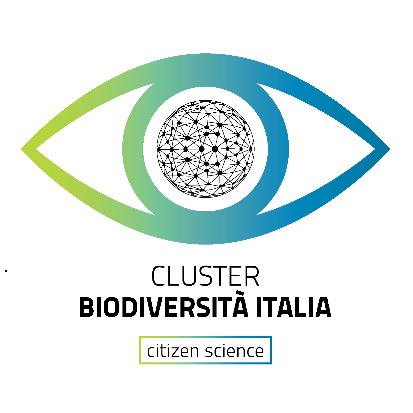 CLUSTER
BIODIVERSITÀ ITALIA
citizen science